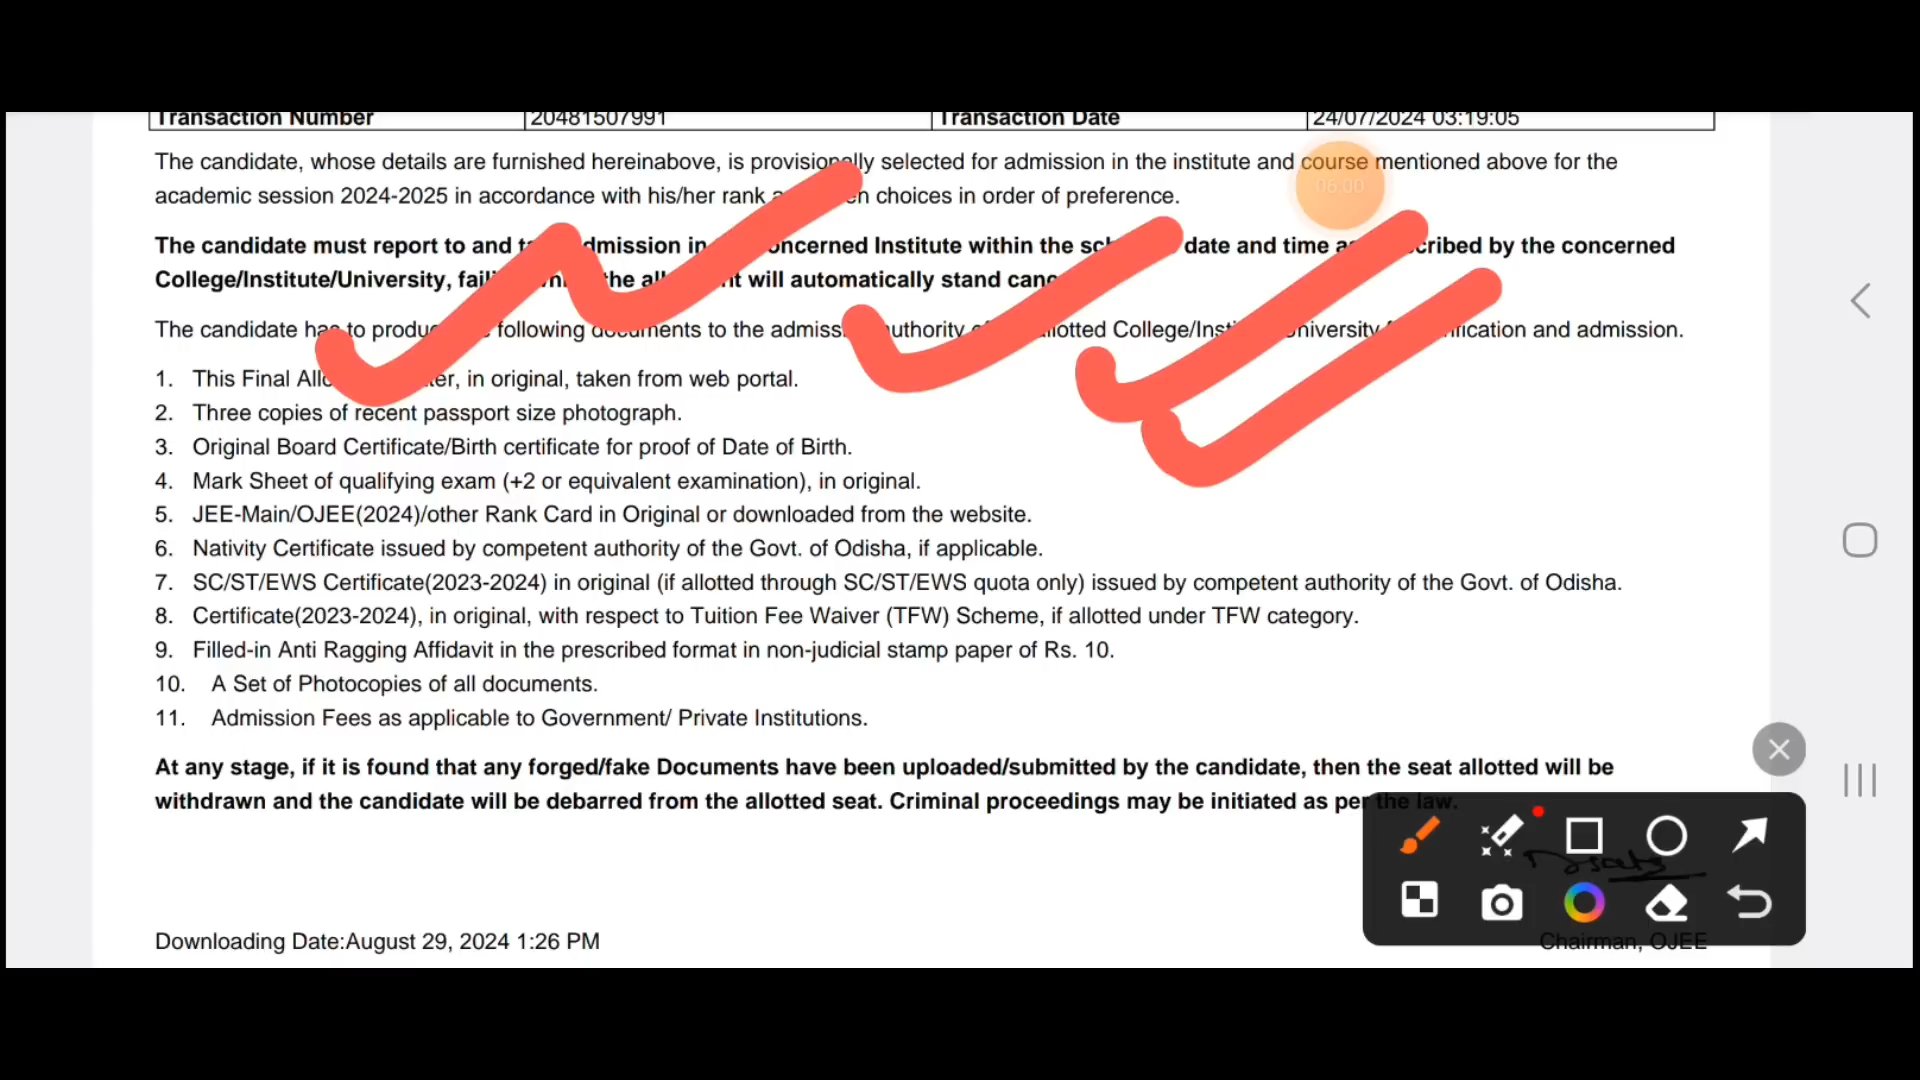 Transaction Number 20481507991 Transaction Date 24/07/2024 03:19:05
The candidate, whose details are furnished hereinabove, is provisionally selected for admission in the institute and course mentioned above for the
academic session 2024-2025 in accordance with his/her rank choices in order of preference.
06:00
The candidate must report to and admission in concerned Institute within the date and time by the concerned
College/Institute/University, the will automatically stand
The candidate has to produce following documents to the admission authority allotted College/Institute/University and admission.
1. This Final in original, taken from web portal.
2. Three copies of recent passport size photograph.
3. Original Board Certificate/Birth certificate for proof of Date of Birth.
4. Mark Sheet of qualifying exam (+2 or equivalent examination), in original.
5. JEE-Main/OJEE(2024)/other Rank Card in Original or downloaded from the website.
6. Nativity Certificate issued by competent authority of the Govt. of Odisha, if applicable.
7. SC/ST/EWS Certificate(2023-2024) in original (if allotted through SC/ST/EWS quota only) issued by competent authority of the Govt. of Odisha.
8. Certificate(2023-2024), in original, with respect to Tuition Fee Waiver (TFW) Scheme, if allotted under TFW category.
9. Filled-in Anti Ragging Affidavit in the prescribed format in non-judicial stamp paper of Rs. 10.
10. A Set of Photocopies of all documents.
11. Admission Fees as applicable to Government/ Private Institutions.
At any stage, if it is found that any forged/fake Documents have been uploaded/submitted by the candidate, then the seat allotted will be
withdrawn and the candidate will be debarred from the allotted seat. Criminal proceedings may be initiated as per the law.
Downloading Date:August 29, 2024 1:26 PM
Chairman, OJEE